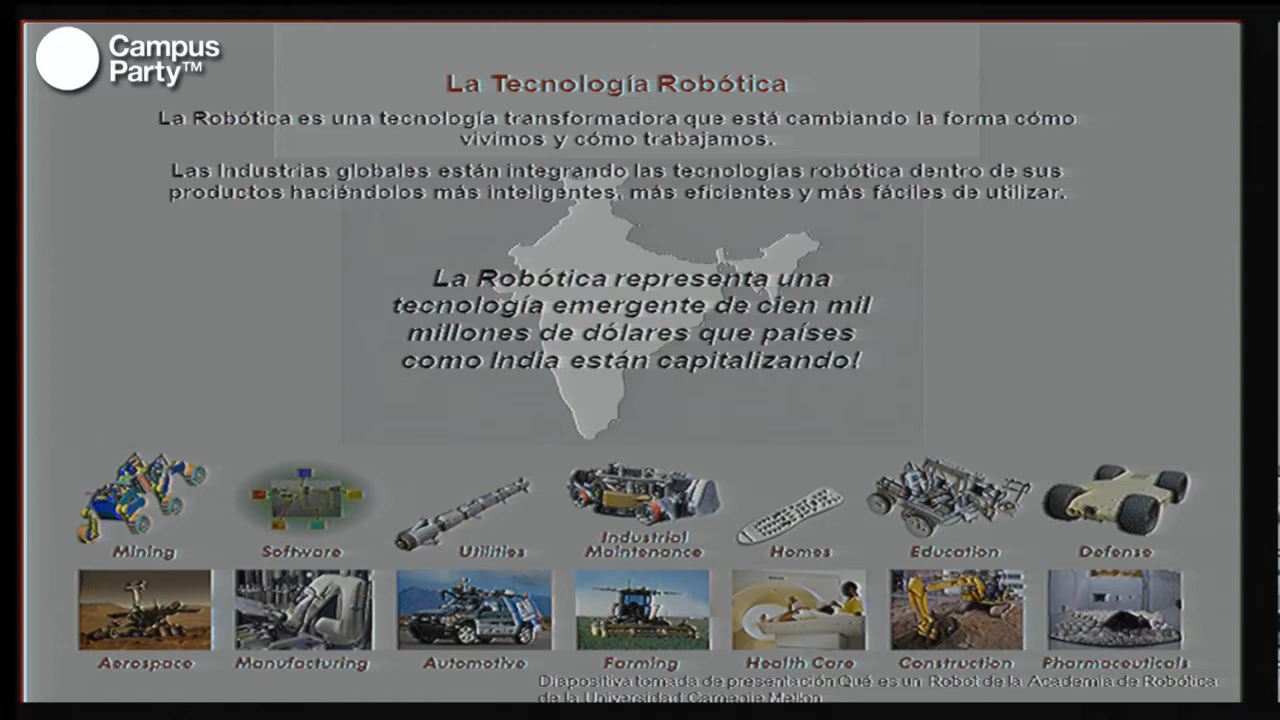 Campus
Party™
La Tecnología Robótica
La Robótica es una tecnología transformadora que está cambiando la forma cómo
vivimos y cómo trabajamos.
Las Industrias globales están integrando las tecnologías robótica dentro de sus
productos haciéndolos más inteligentes, más eficientes y más fáciles de utilizar.
La Robótica representa una
tecnología emergente de cien mil
millones de dólares que países
como India están capitalizando!
Mining
Software
Utilities
Industrial
Maintenance
Homes
Education
Defense
Aerospace
Manufacturing
Automotive
Farming
Health Care
Construction
Pharmaceuticals
Diapositiva tomada de presentación Qué es un Robot de la Academia de Robótica
de la Universidad Carnegie Mellon